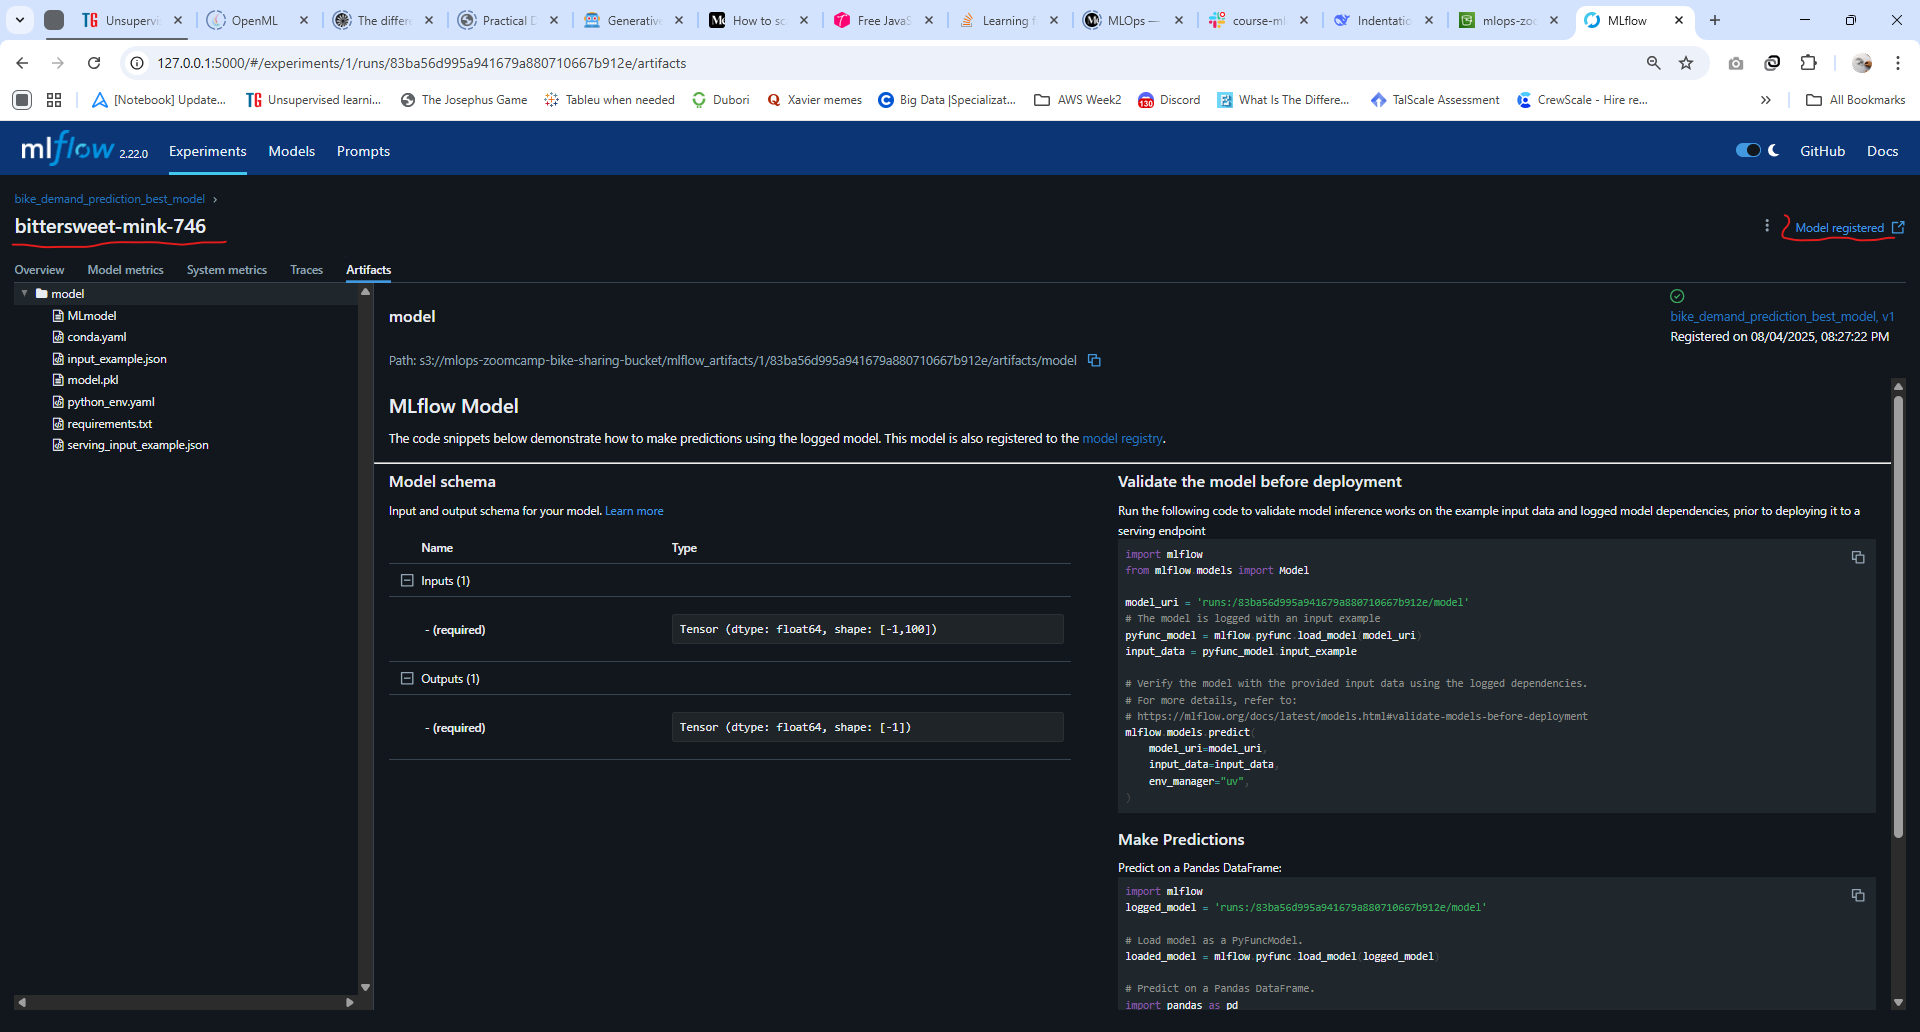 Unsupervi
OpenML
The differe
Practical D
Generative
How to sc
Free JavaS
Learning f
MLOps —
course-ml
Indentatio
mlops-zoo
MLflow
127.0.0.1:5000/#/experiments/1/runs/83ba56d995a941679a880710667b912e/artifacts
[Notebook] Update...
Unsupervised learni...
The Josephus Game
Tableu when needed
Dubori
Xavier memes
Big Data |Specializat...
AWS Week2
130
Discord
What Is The Differe...
TalScale Assessment
CrewScale - Hire re...
All Bookmarks
mlflow 2.22.0
Experiments
Models
Prompts
GitHub
Docs
bike_demand_prediction_best_model
bittersweet-mink-746
Model registered
Overview
Model metrics
System metrics
Traces
Artifacts
model
MLmodel
conda.yaml
input_example.json
model.pkl
python_env.yaml
requirements.txt
serving_input_example.json
model
bike_demand_prediction_best_model, v1
Registered on 08/04/2025, 08:27:22 PM
Path: s3://mlops-zoomcamp-bike-sharing-bucket/mlflow_artifacts/1/83ba56d995a941679a880710667b912e/artifacts/model
MLflow Model
The code snippets below demonstrate how to make predictions using the logged model. This model is also registered to the model registry.
Model schema
Input and output schema for your model. Learn more
Name Type
Inputs (1)
- (required) Tensor (dtype: float64, shape: [-1,100])
Outputs (1)
- (required) Tensor (dtype: float64, shape: [-1])
Validate the model before deployment
Run the following code to validate model inference works on the example input data and logged model dependencies, prior to deploying it to a
serving endpoint
import mlflow
from mlflow.models import Model
model_uri = 'runs:/83ba56d995a941679a880710667b912e/model'
# The model is logged with an input example
pyfunc_model = mlflow.pyfunc.load_model(model_uri)
input_data = pyfunc_model.input_example
# Verify the model with the provided input data using the logged dependencies.
# For more details, refer to:
# https://mlflow.org/docs/latest/models.html#validate-models-before-deployment
mlflow.models.predict(
model_uri=model_uri,
input_data=input_data,
env_manager="uv",
)
Make Predictions
Predict on a Pandas DataFrame:
import mlflow
logged_model = 'runs:/83ba56d995a941679a880710667b912e/model'
# Load model as a PyFuncModel.
loaded_model = mlflow.pyfunc.load_model(logged_model)
# Predict on a Pandas DataFrame.
import pandas as pd